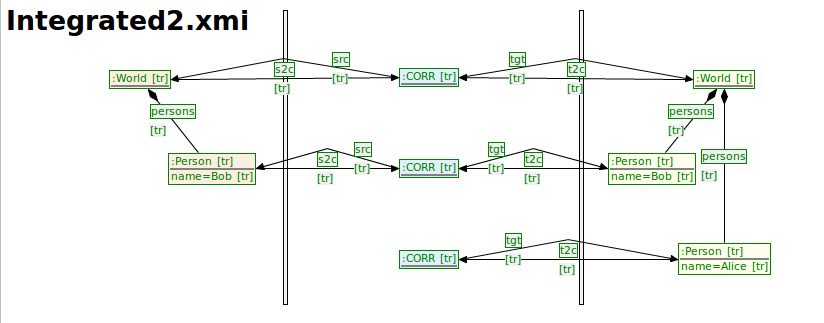 Integrated2.xmi
src
tgt
:World [tr]
s2c
:CORR [tr]
t2c
:World [tr]
[tr]
[tr]
[tr]
[tr]
persons
persons
[tr]
[tr]
src
tgt
:Person [tr]
s2c
t2c
:Person [tr]
persons
name=Bob [tr]
[tr]
:CORR [tr]
[tr]
name=Bob [tr]
[tr]
[tr]
[tr]
tgt
:CORR [tr]
t2c
:Person [tr]
[tr]
name=Alice [tr]
[tr]